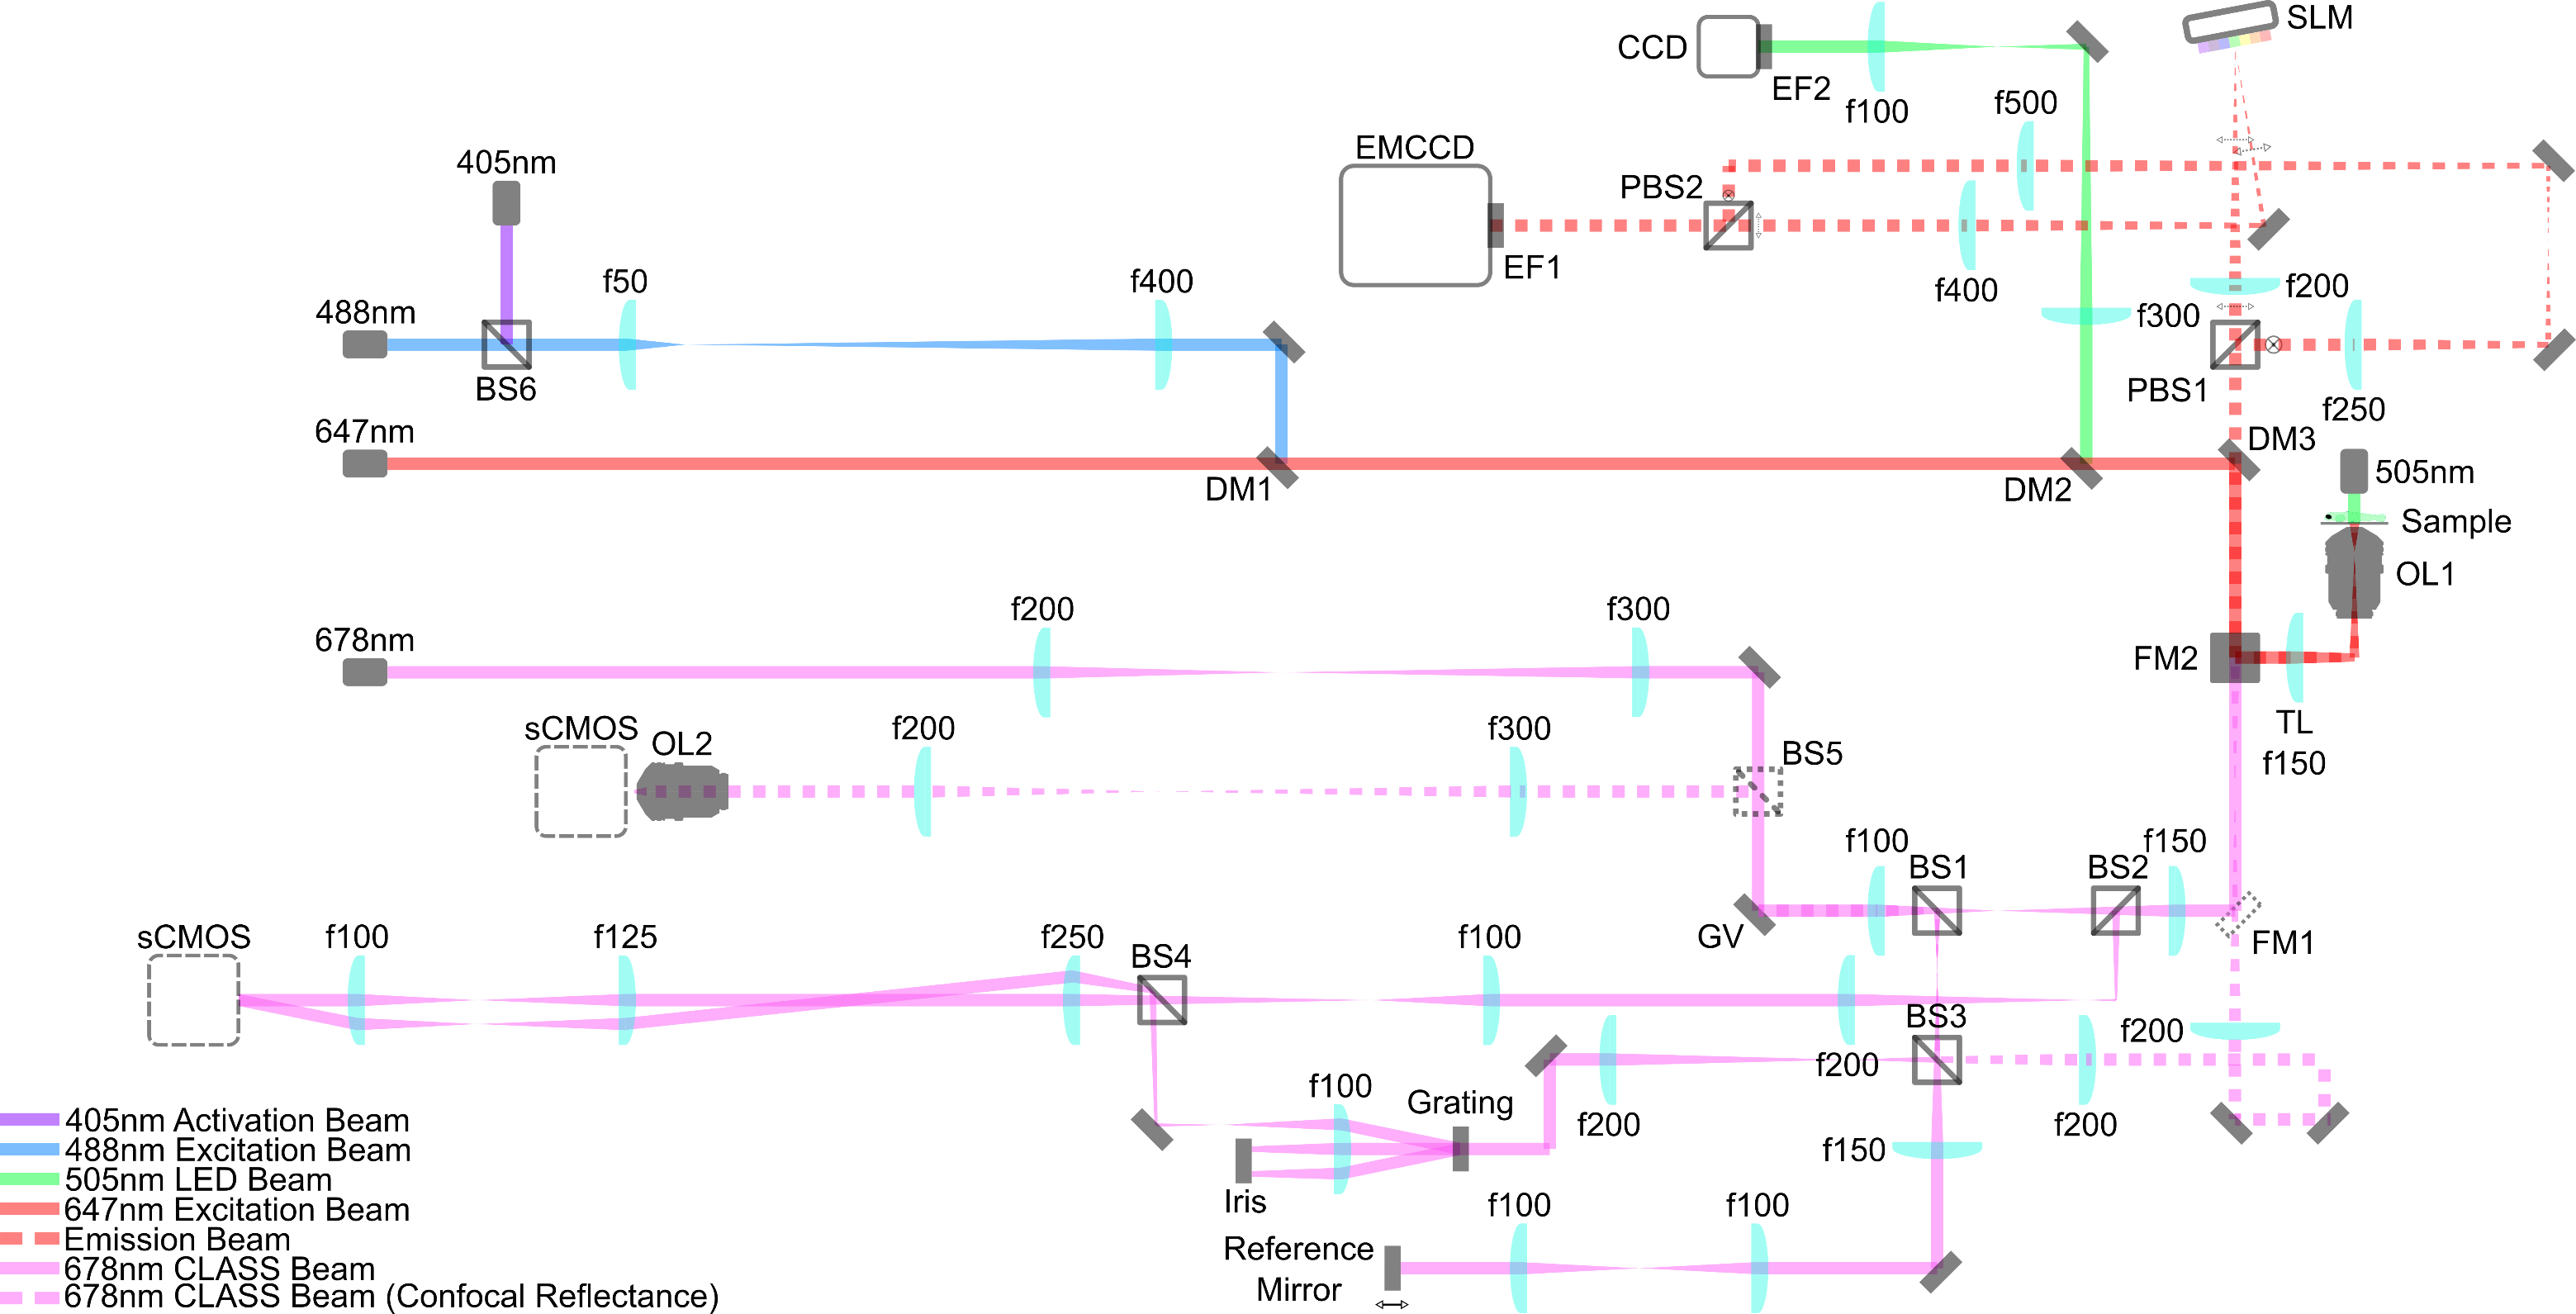 SLM
CCD
EF2
f100
f500
EMCCD
405nm
PBS2
EF1
f50
f400
f400
f200
488nm
f300
BS6
PBS1
f250
647nm
DM3
DM1
DM2
505nm
Sample
OL1
f200
f300
678nm
FM2
TL
f150
sCMOS
OL2
f200
f300
BS5
f100
BS1
BS2
f150
GV
FM1
sCMOS
f100
f125
f250
BS4
f100
BS3
f200
f200
f100
Grating
f200
f200
f150
Iris
f100
f100
Reference
Mirror
405nm Activation Beam
488nm Excitation Beam
505nm LED Beam
647nm Excitation Beam
Emission Beam
678nm CLASS Beam
678nm CLASS Beam (Confocal Reflectance)